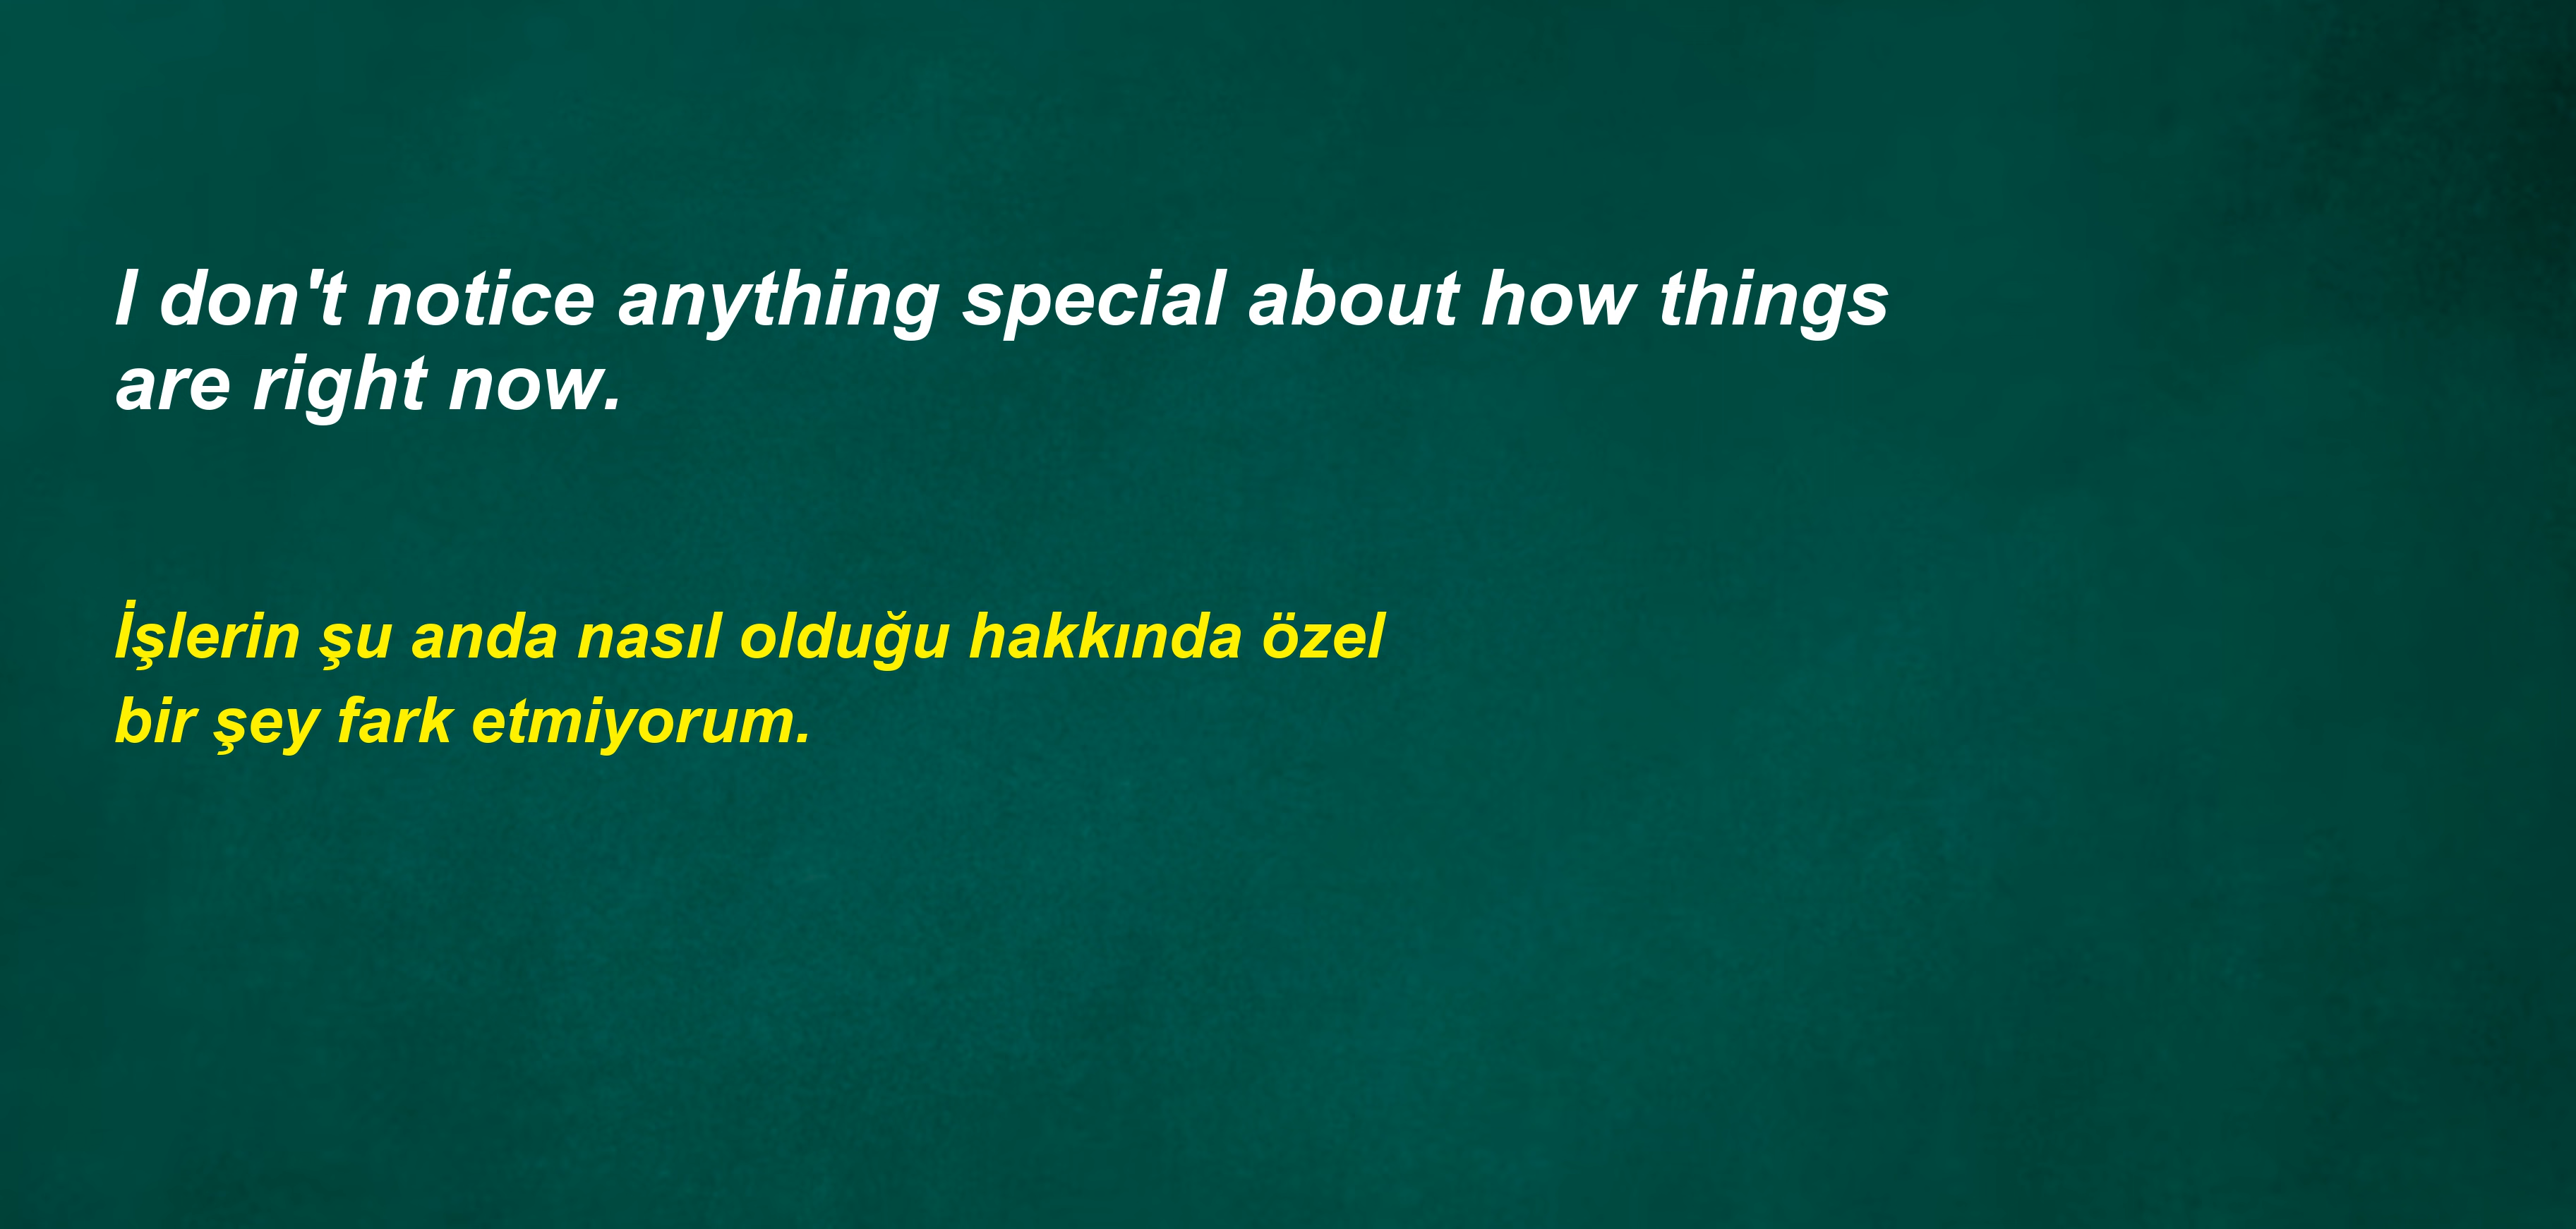 I don't notice anything special about how things
are right now.
İşlerin şu anda nasıl olduğu hakkında özel
bir şey fark etmiyorum.